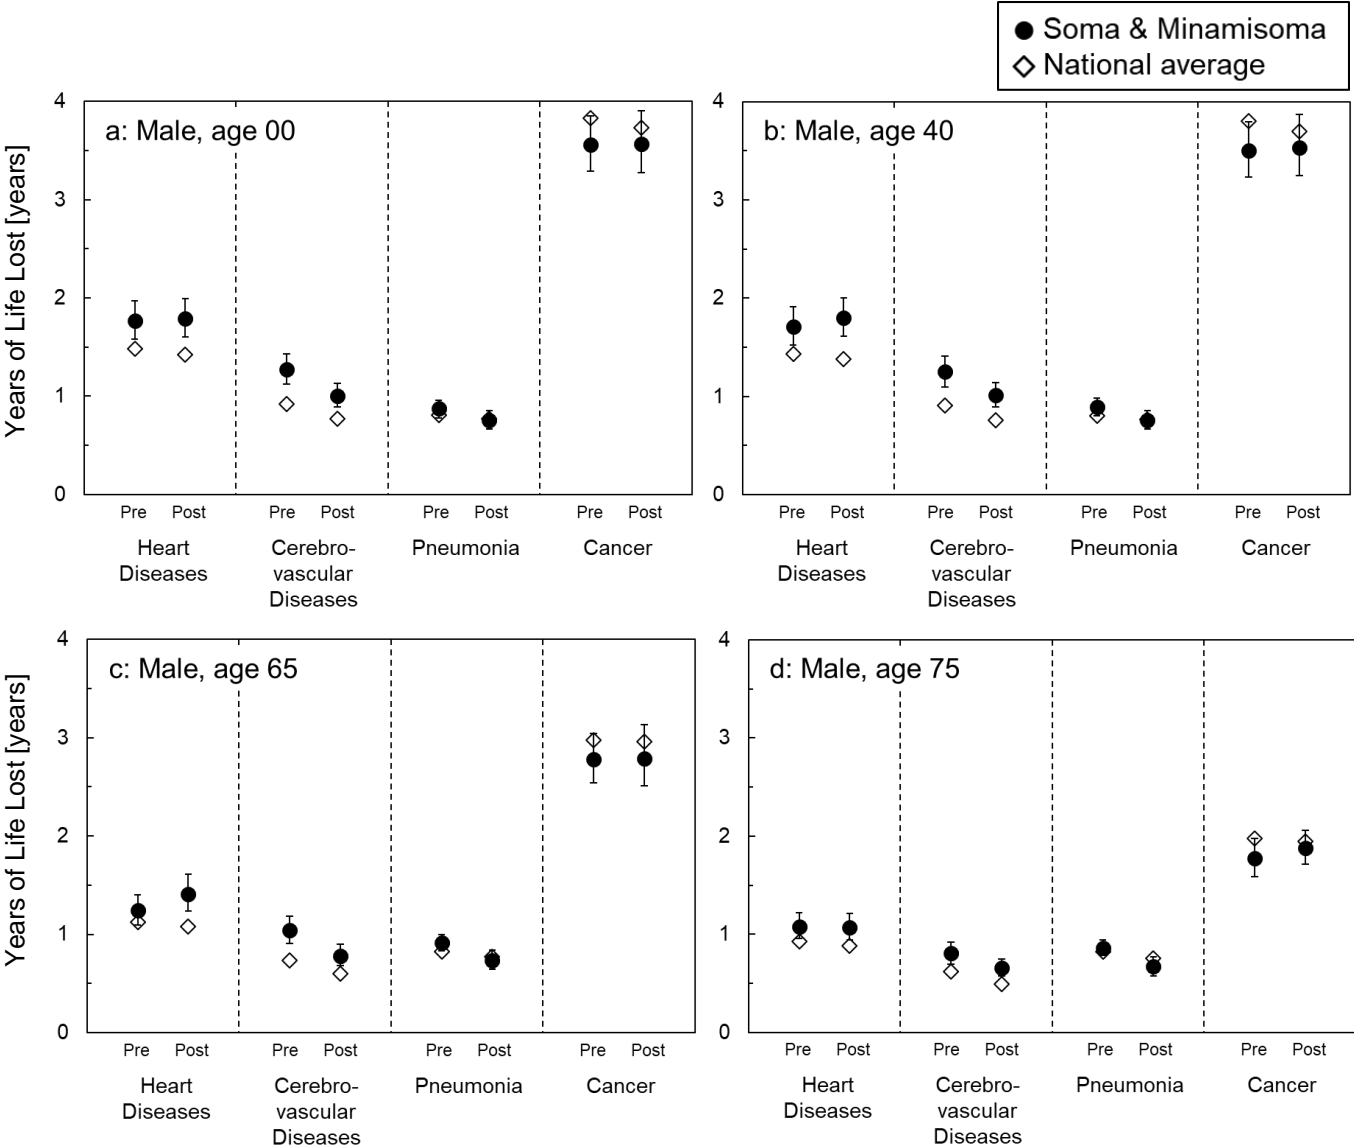 Soma & Minamisoma
National average
Years of Life Lost [years]
a: Male, age 00
4
3
2
1
0
Pre Post Pre Post Pre Post Pre Post
Heart Diseases
Cerebro-
vascular
Diseases
Pneumonia
Cancer
b: Male, age 40
4
3
2
1
0
Pre Post Pre Post Pre Post Pre Post
Heart
Diseases
Cerebro-
vascular
Diseases
Pneumonia
Cancer
Years of Life Lost [years]
c: Male, age 65
4
3
2
1
0
Pre Post Pre Post Pre Post Pre Post
Heart
Diseases
Cerebro-
vascular
Diseases
Pneumonia
Cancer
d: Male, age 75
4
3
2
1
0
Pre Post Pre Post Pre Post Pre Post
Heart
Diseases
Cerebro-
vascular
Diseases
Pneumonia
Cancer